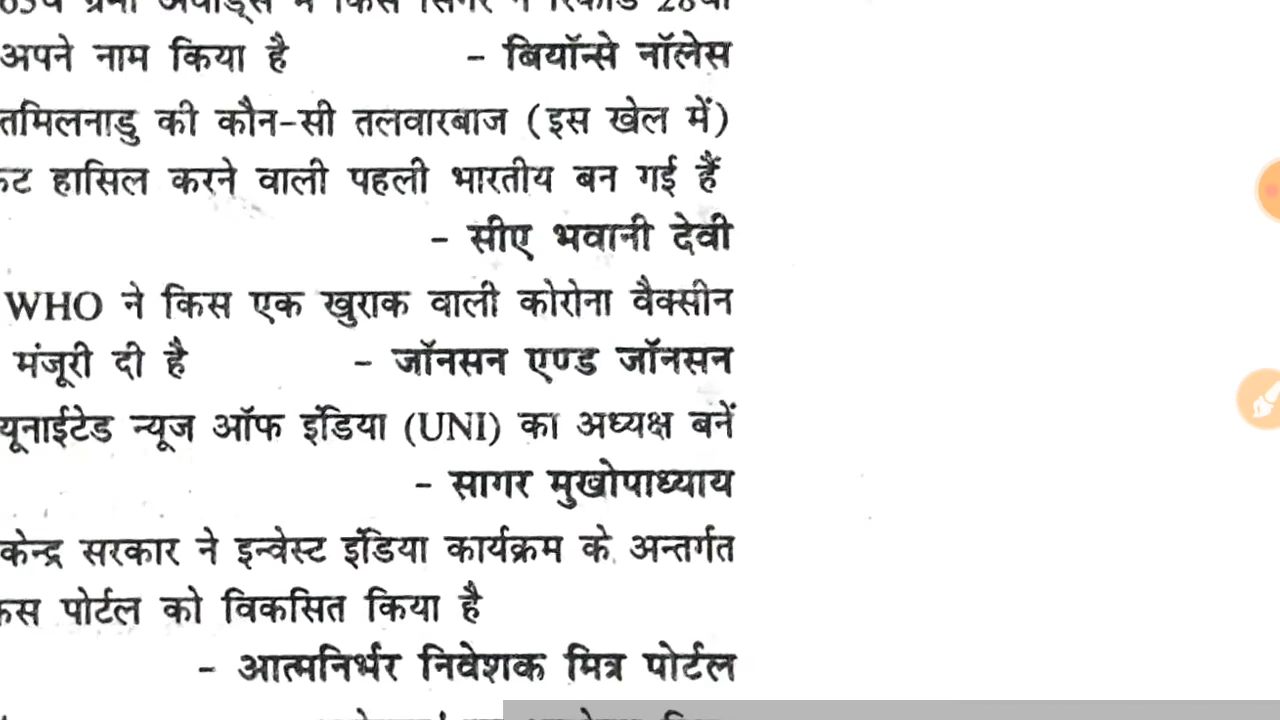 अपने नाम किया है - बियॉन्से नॉलेस
तमिलनाडु की कौन-सी तलवारबाज (इस खेल में)
हासिल करने वाली पहली भारतीय बन गई हैं
- सीए भवानी देवी
WHO ने किस एक खुराक वाली कोरोना वैक्सीन
मंजूरी दी है - जॉनसन एण्ड जॉनसन
यूनाईटेड न्यूज ऑफ इंडिया (UNI) का अध्यक्ष बनें
- सागर मुखोपाध्याय
केन्द्र सरकार ने इन्वेस्ट इंडिया कार्यक्रम के अन्तर्गत
पोर्टल को विकसित किया है
- आत्मनिर्भर निवेशक मित्र पोर्टल